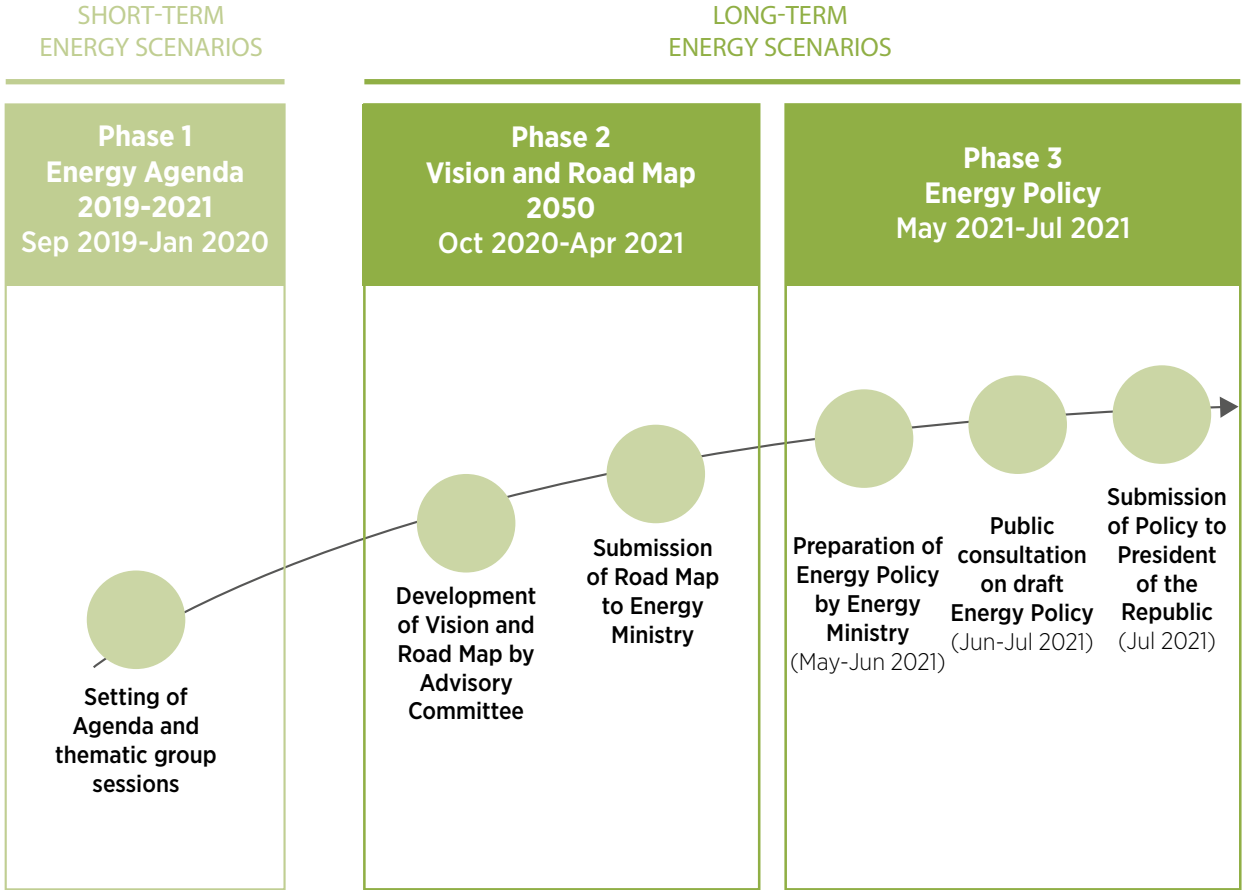 SHORT-TERM
ENERGY SCENARIOS
LONG-TERM
ENERGY SCENARIOS
Phase 1
Energy Agenda
2019-2021
Sep 2019-Jan 2020
Phase 2
Vision and Road Map
2050
Oct 2020-Apr 2021
Phase 3
Energy Policy
May 2021-Jul 2021
Setting of
Agenda and
thematic group
sessions
Development
of Vision and
Road Map by
Advisory
Committee
Submission
of Road Map
to Energy
Ministry
Preparation of
Energy Policy
by Energy
Ministry
(May-Jun 2021)
Public
consultation
on draft
Energy Policy
(Jun-Jul 2021)
Submission
of Policy to
President
of the
Republic
(Jul 2021)